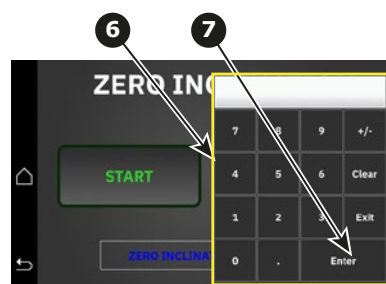 6 7
ZERO IN
7 8 9 +/-
START
4 5 6 Clear
1 2 3 Exit
ZERO INCLINA
0 . Enter